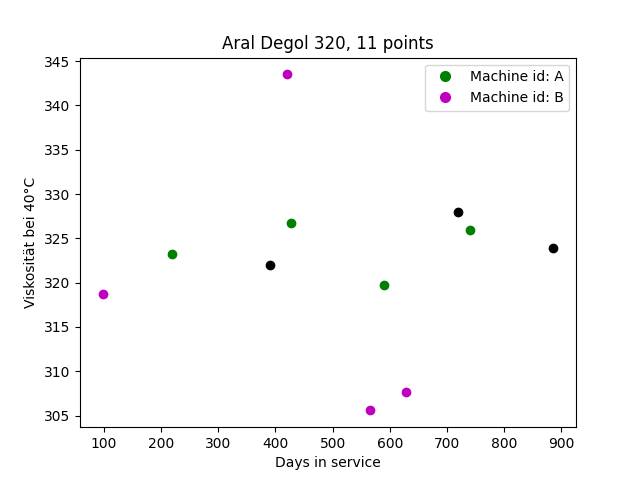 Aral Degol 320, 11 points
Machine id: A
Machine id: B
Viskosität bei 40°C
345
340
335
330
325
320
315
310
305
100 200 300 400 500 600 700 800 900
Days in service